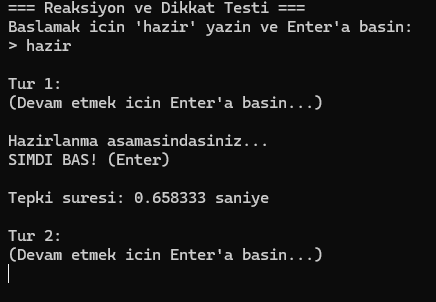 === Reaksiyon ve Dikkat Testi ===
Baslamak icin 'hazir' yazin ve Enter'a basin:
> hazir
Tur 1:
(Devam etmek icin Enter'a basin...)
Hazirlanma asamasindasiniz...
SIMDI BAS! (Enter)
Tepki suresi: 0.658333 saniye
Tur 2:
(Devam etmek icin Enter'a basin...)